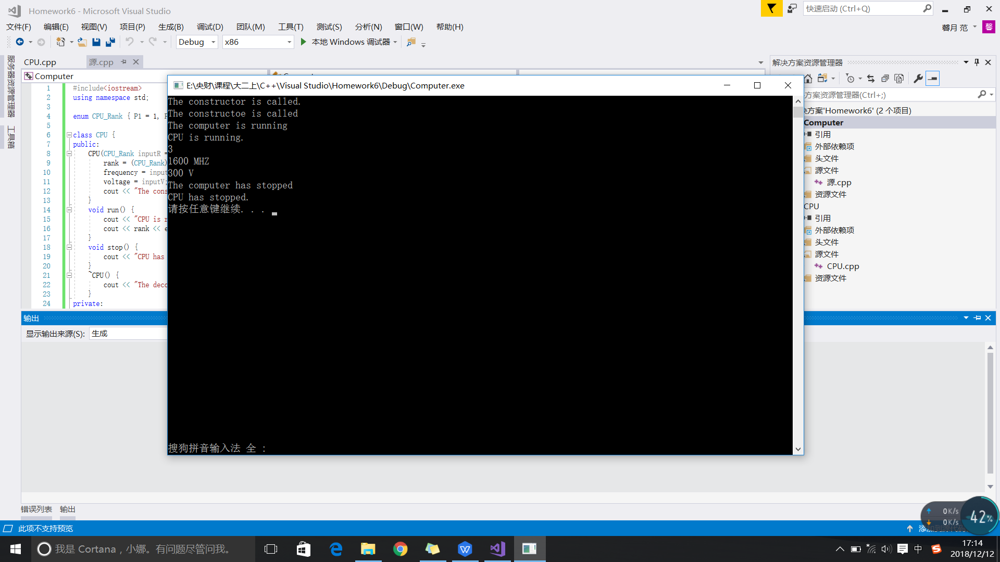 Homework6 - Microsoft Visual Studio
快速启动 (Ctrl+Q)
文件(F) 编辑(E) 视图(V) 项目(P) 生成(B) 调试(D) 团队(M) 工具(T) 测试(S) 分析(N) 窗口(W) 帮助(H)
馨月 范 馨
Debug x86 本地 Windows 调试器
服务器资源管理器
工具箱
CPU.cpp 源.cpp
Computer
1 #include<iostream>
2 using namespace std;
3
4 enum CPU_Rank { P1 = 1,
5
6 class CPU {
7 public:
8 CPU(CPU_Rank inputR =
9 rank = (CPU_Rank)
10 frequency = input
11 voltage = inputV;
12 cout << "The cons
13 }
14 void run() {
15 cout << "CPU is r
16 cout << rank << e
17 }
18 void stop() {
19 cout << "CPU has
20 }
21 ~CPU() {
22 cout << "The deco
23 }
24 private:
E:\央财\课程\大二上\C++\Visual Studio\Homework6\Debug\Computer.exe
The constructor is called.
The constructoe is called
The computer is running
CPU is running.
3
1600 MHZ
300 V
The computer has stopped
CPU has stopped.
请按任意键继续. . .
搜狗拼音输入法 全 :
解决方案资源管理器
方案资源管理器(Ctrl+;)
方案'Homework6' (2 个项目)
Computer
引用
外部依赖项
头文件
源文件
源.cpp
资源文件
CPU
引用
外部依赖项
头文件
源文件
CPU.cpp
资源文件
输出
显示输出来源(S): 生成
错误列表 输出
此项不支持预览
添加到源代码
0K/s
0K/s
42%
我是 Cortana，小娜。有问题尽管问我。
中
17:14
2018/12/12